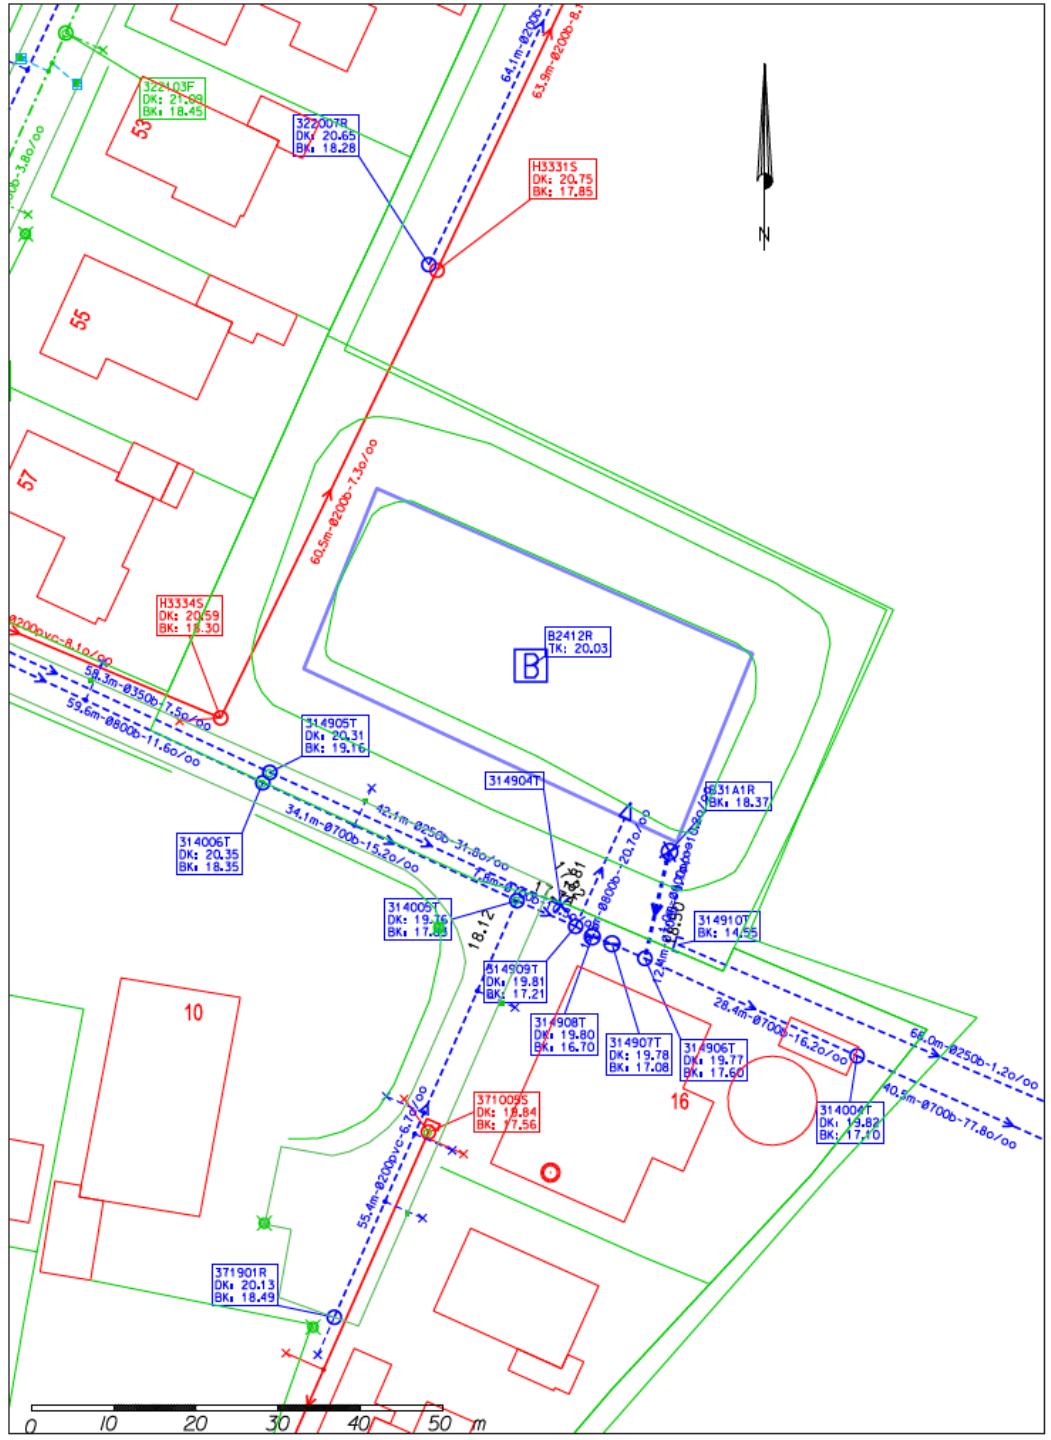 64.1m-Ø200b-
63.9m-Ø200b-8.1
322103F
DK: 21.09
BK: 18.45
53
322007R
DK: 20.65
BK: 18.28
H3331S
DK: 20.75
BK: 17.85
N
55
57
60.5m-Ø200b-7.3o/oo
H3334S
DK: 20.59
BK: 18.30
Ø200pvc-8.1o/oo
58.3m-Ø350b-7.5o/oo
59.6m-Ø800b-11.6o/oo
B2412R
TK: 20.03
B
314905T
DK: 20.31
BK: 19.16
314904T
B31A1R
BK: 18.37
42.1m-Ø250b-31.8o/oo
34.1m-Ø700b-15.2o/oo
314006T
DK: 20.35
BK: 18.35
314005T
DK: 19.76
18.12
314910T
BK: 14.55
314909T
DK: 19.81
BK: 17.21
314908T
DK: 19.80
BK: 16.70
314907T
DK: 19.78
BK: 17.08
314906T
DK: 19.77
BK: 17.60
28.4m-Ø700b-16.2o/oo
66.0m-Ø250b-1.2o/oo
40.5m-Ø700b-77.8o/oo
10
16
371005S
DK: 19.84
BK: 17.56
314004T
DK: 19.82
BK: 17.10
55.4m-Ø200pvc-6.7o/oo
371901R
DK: 20.13
BK: 18.49
0 10 20 30 40 50 m